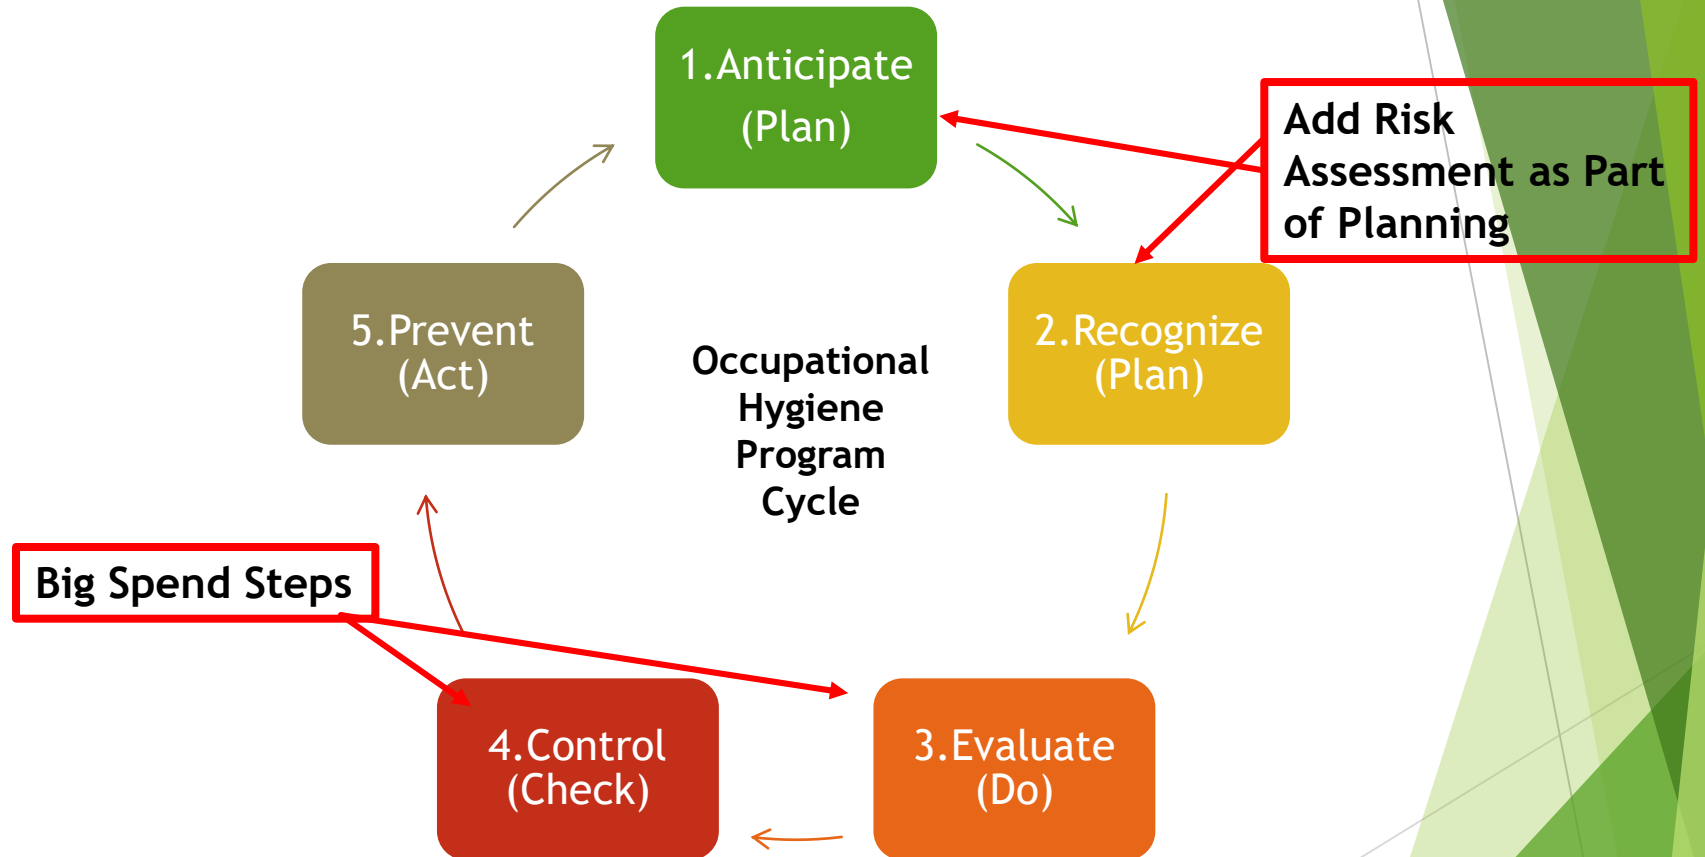 1.Anticipate
(Plan)
Add Risk
Assessment as Part
of Planning
2.Recognize
(Plan)
5.Prevent
(Act)
Occupational
Hygiene
Program
Cycle
Big Spend Steps
4.Control
(Check)
3.Evaluate
(Do)